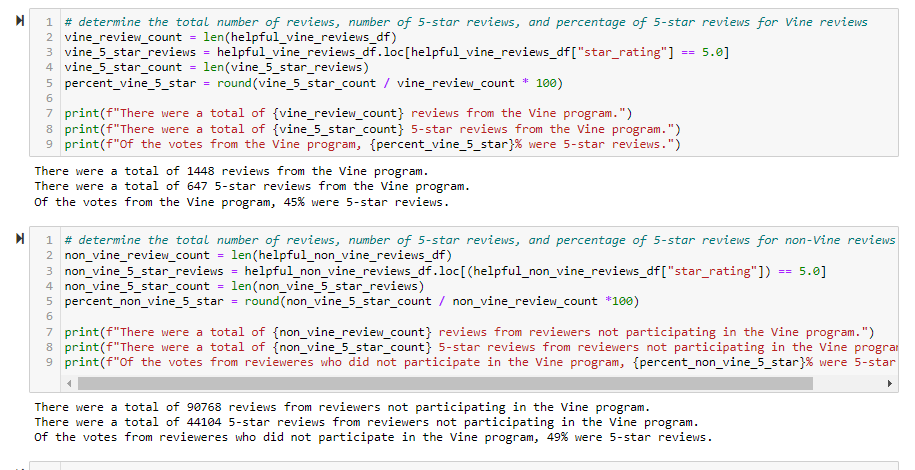 1 # determine the total number of reviews, number of 5-star reviews, and percentage of 5-star reviews for Vine reviews
2 vine_review_count = len(helpful_vine_reviews_df)
3 vine_5_star_reviews = helpful_vine_reviews_df.loc[helpful_vine_reviews_df["star_rating"] == 5.0]
4 vine_5_star_count = len(vine_5_star_reviews)
5 percent_vine_5_star = round(vine_5_star_count / vine_review_count * 100)
6
7 print(f"There were a total of {vine_review_count} reviews from the Vine program.")
8 print(f"There were a total of {vine_5_star_count} 5-star reviews from the Vine program.")
9 print(f"Of the votes from the Vine program, {percent_vine_5_star}% were 5-star reviews.")
There were a total of 1448 reviews from the Vine program.
There were a total of 647 5-star reviews from the Vine program.
Of the votes from the Vine program, 45% were 5-star reviews.
1 # determine the total number of reviews, number of 5-star reviews, and percentage of 5-star reviews for non-Vine reviews
2 non_vine_review_count = len(helpful_non_vine_reviews_df)
3 non_vine_5_star_reviews = helpful_non_vine_reviews_df.loc[(helpful_non_vine_reviews_df["star_rating"]) == 5.0]
4 non_vine_5_star_count = len(non_vine_5_star_reviews)
5 percent_non_vine_5_star = round(non_vine_5_star_count / non_vine_review_count *100)
6
7 print(f"There were a total of {non_vine_review_count} reviews from reviewers not participating in the Vine program.")
8 print(f"There were a total of {non_vine_5_star_count} 5-star reviews from reviewers not participating in the Vine progra
9 print(f"Of the votes from revieweres who did not participate in the Vine program, {percent_non_vine_5_star}% were 5-star
There were a total of 90768 reviews from reviewers not participating in the Vine program.
There were a total of 44104 5-star reviews from reviewers not participating in the Vine program.
Of the votes from revieweres who did not participate in the Vine program, 49% were 5-star reviews.